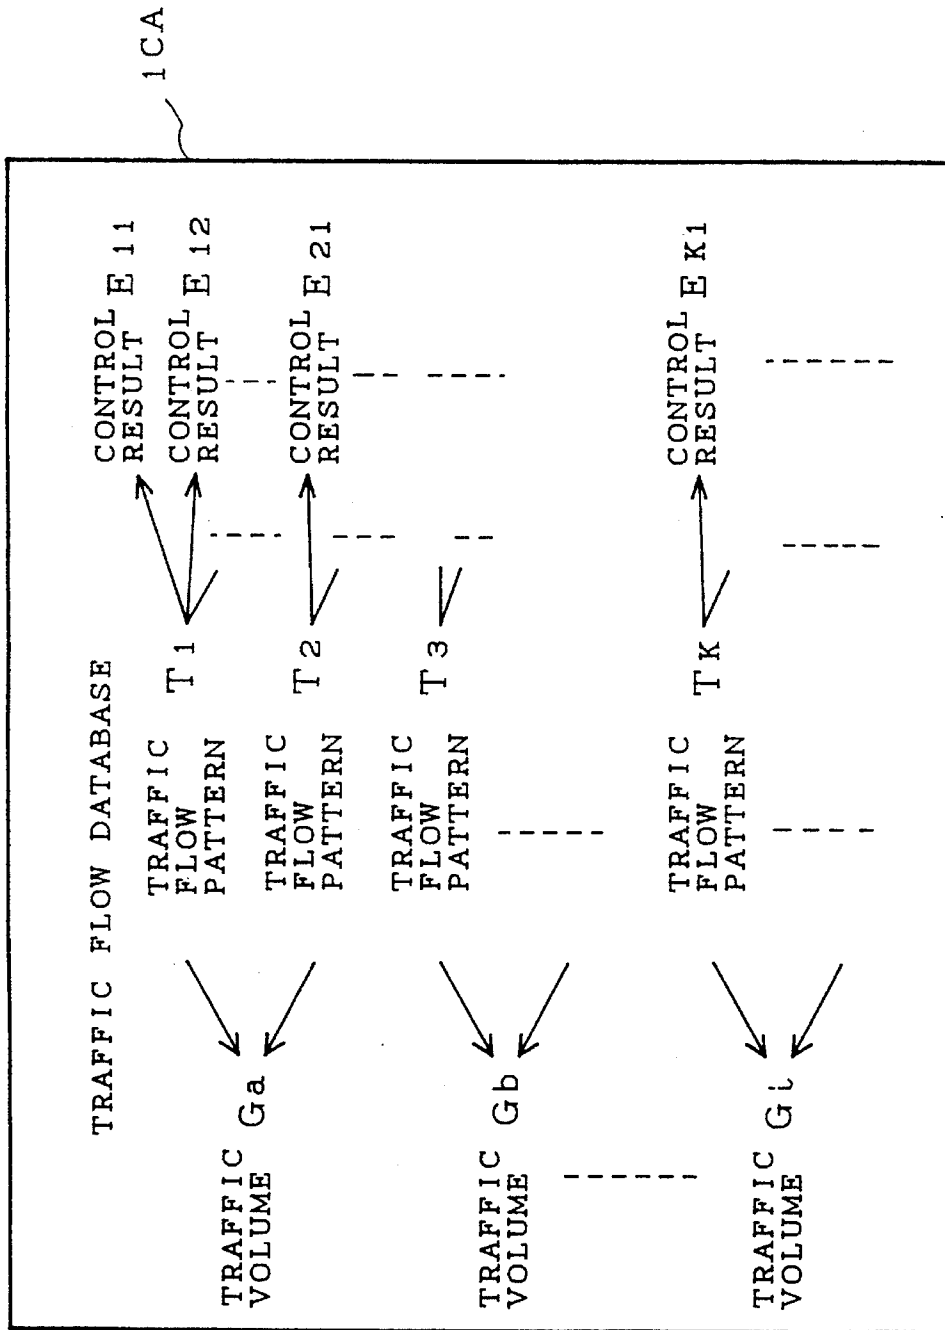 1CA
TRAFFIC FLOW DATABASE
TRAFFIC
VOLUME
Ga
TRAFFIC
FLOW
PATTERN
T1
CONTROL
RESULT
E11
CONTROL
RESULT
E12
TRAFFIC
FLOW
PATTERN
T2
CONTROL
RESULT
E21
TRAFFIC
VOLUME
Gb
TRAFFIC
FLOW
PATTERN
T3
TRAFFIC
VOLUME
Gi
TRAFFIC
FLOW
PATTERN
TK
CONTROL
RESULT
EK1